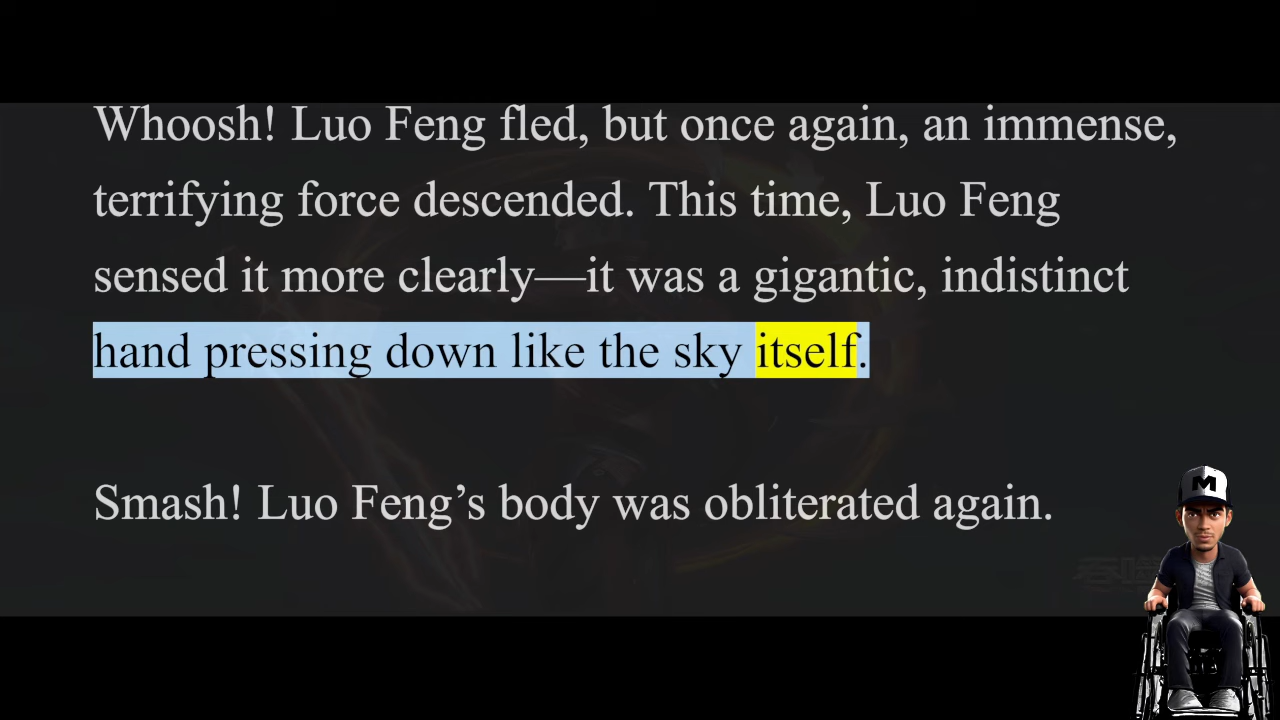 Whoosh! Luo Feng fled, but once again, an immense,
terrifying force descended. This time, Luo Feng
sensed it more clearly—it was a gigantic, indistinct
hand pressing down like the sky itself.
Smash! Luo Feng’s body was obliterated again.
吞噬
M